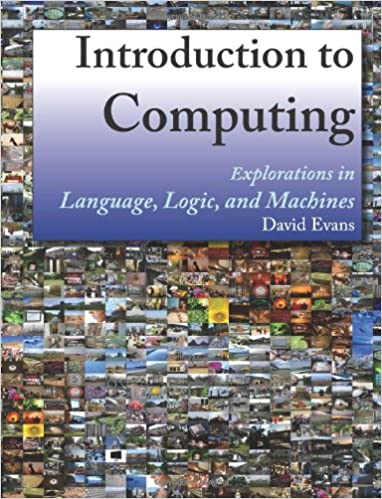 Introduction to
Computing
Explorations in
Language, Logic, and Machines
David Evans